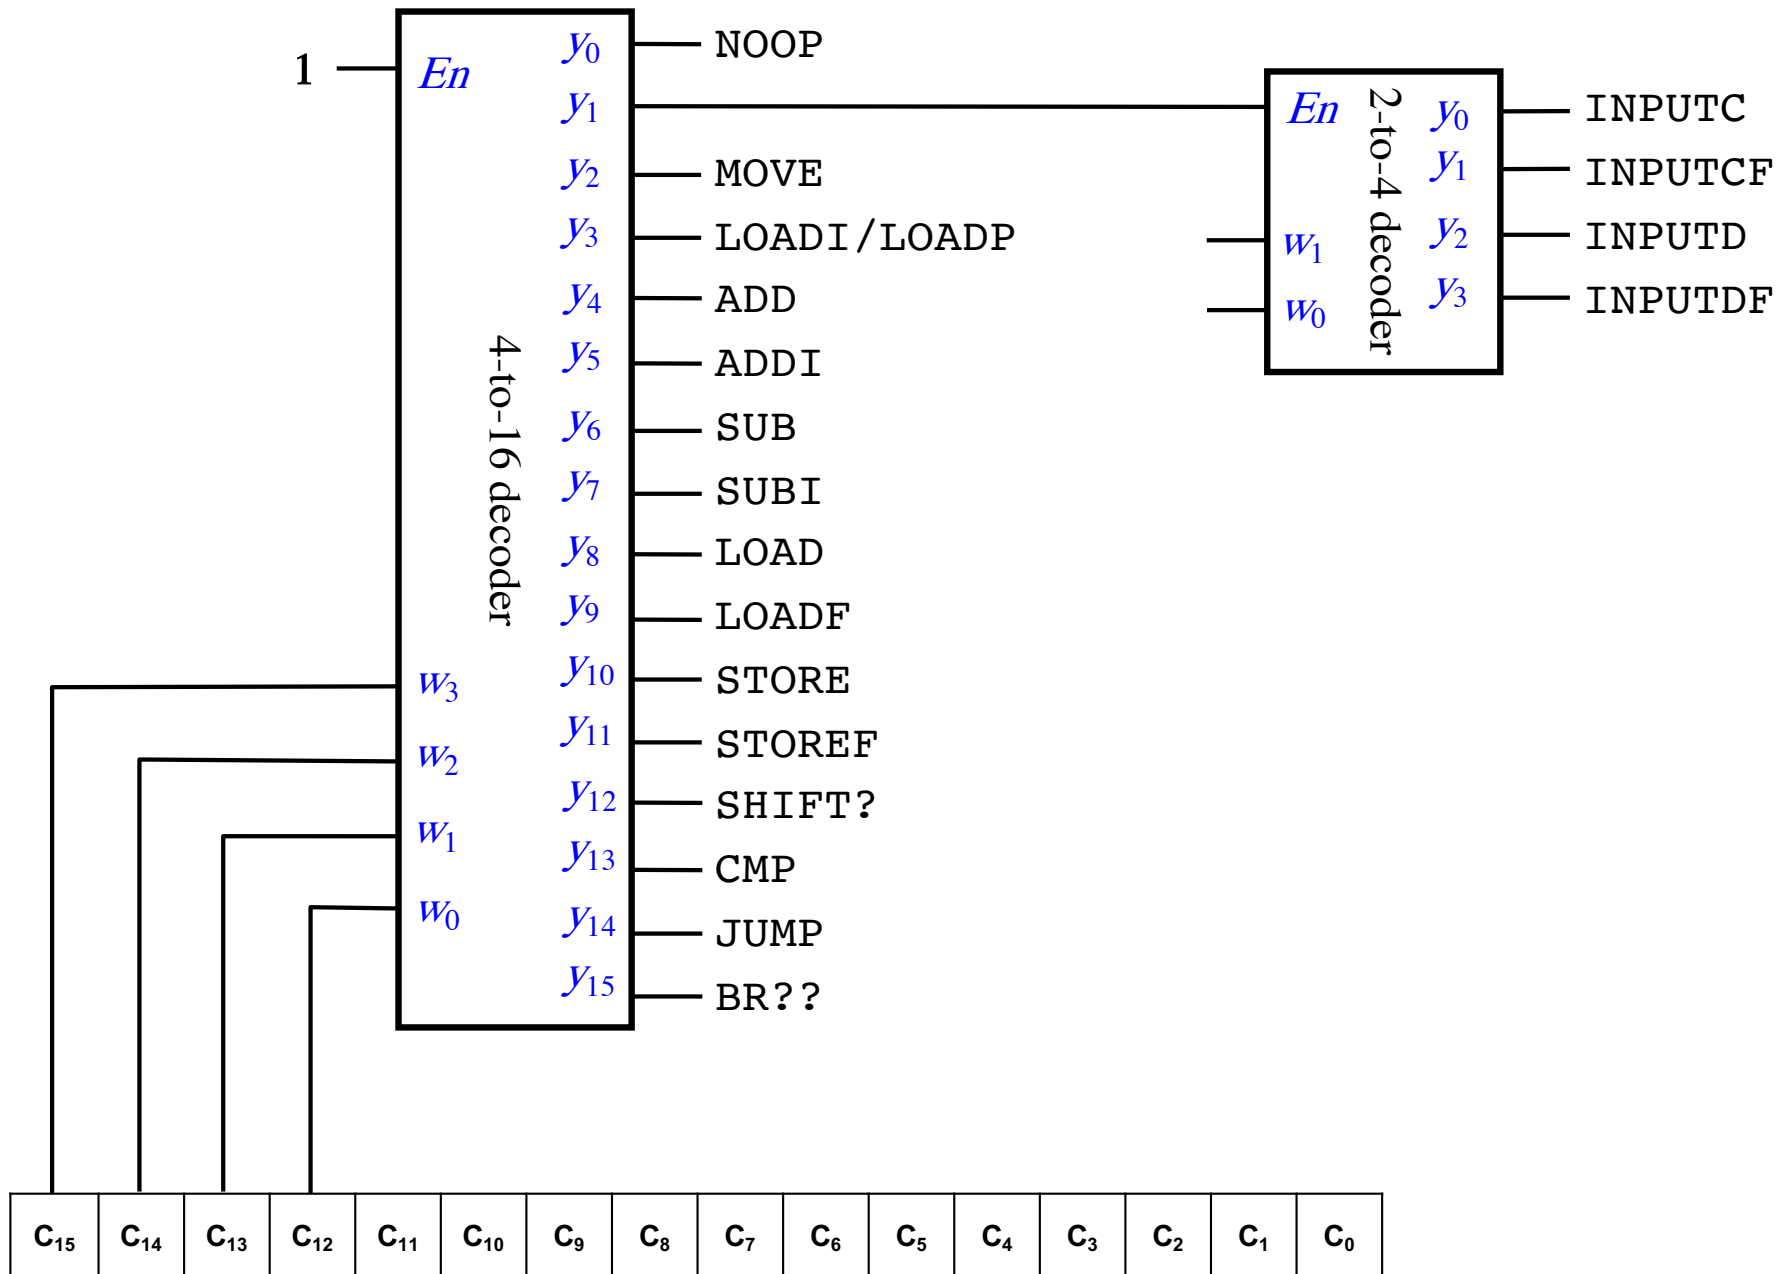 1
En
y₀ NOOP
y₁
y₂ MOVE
y₃ LOADI/LOADP
y₄ ADD
y₅ ADDI
y₆ SUB
y₇ SUBI
y₈ LOAD
y₉ LOADF
y₁₀ STORE
y₁₁ STOREF
y₁₂ SHIFT?
y₁₃ CMP
y₁₄ JUMP
y₁₅ BR??
4-to-16 decoder
w₃
w₂
w₁
w₀
En
2-to-4 decoder
y₀ INPUTC
y₁ INPUTCF
y₂ INPUTD
y₃ INPUTDF
w₁
w₀
C₁₅ C₁₄ C₁₃ C₁₂ C₁₁ C₁₀ C₉ C₈ C₇ C₆ C₅ C₄ C₃ C₂ C₁ C₀